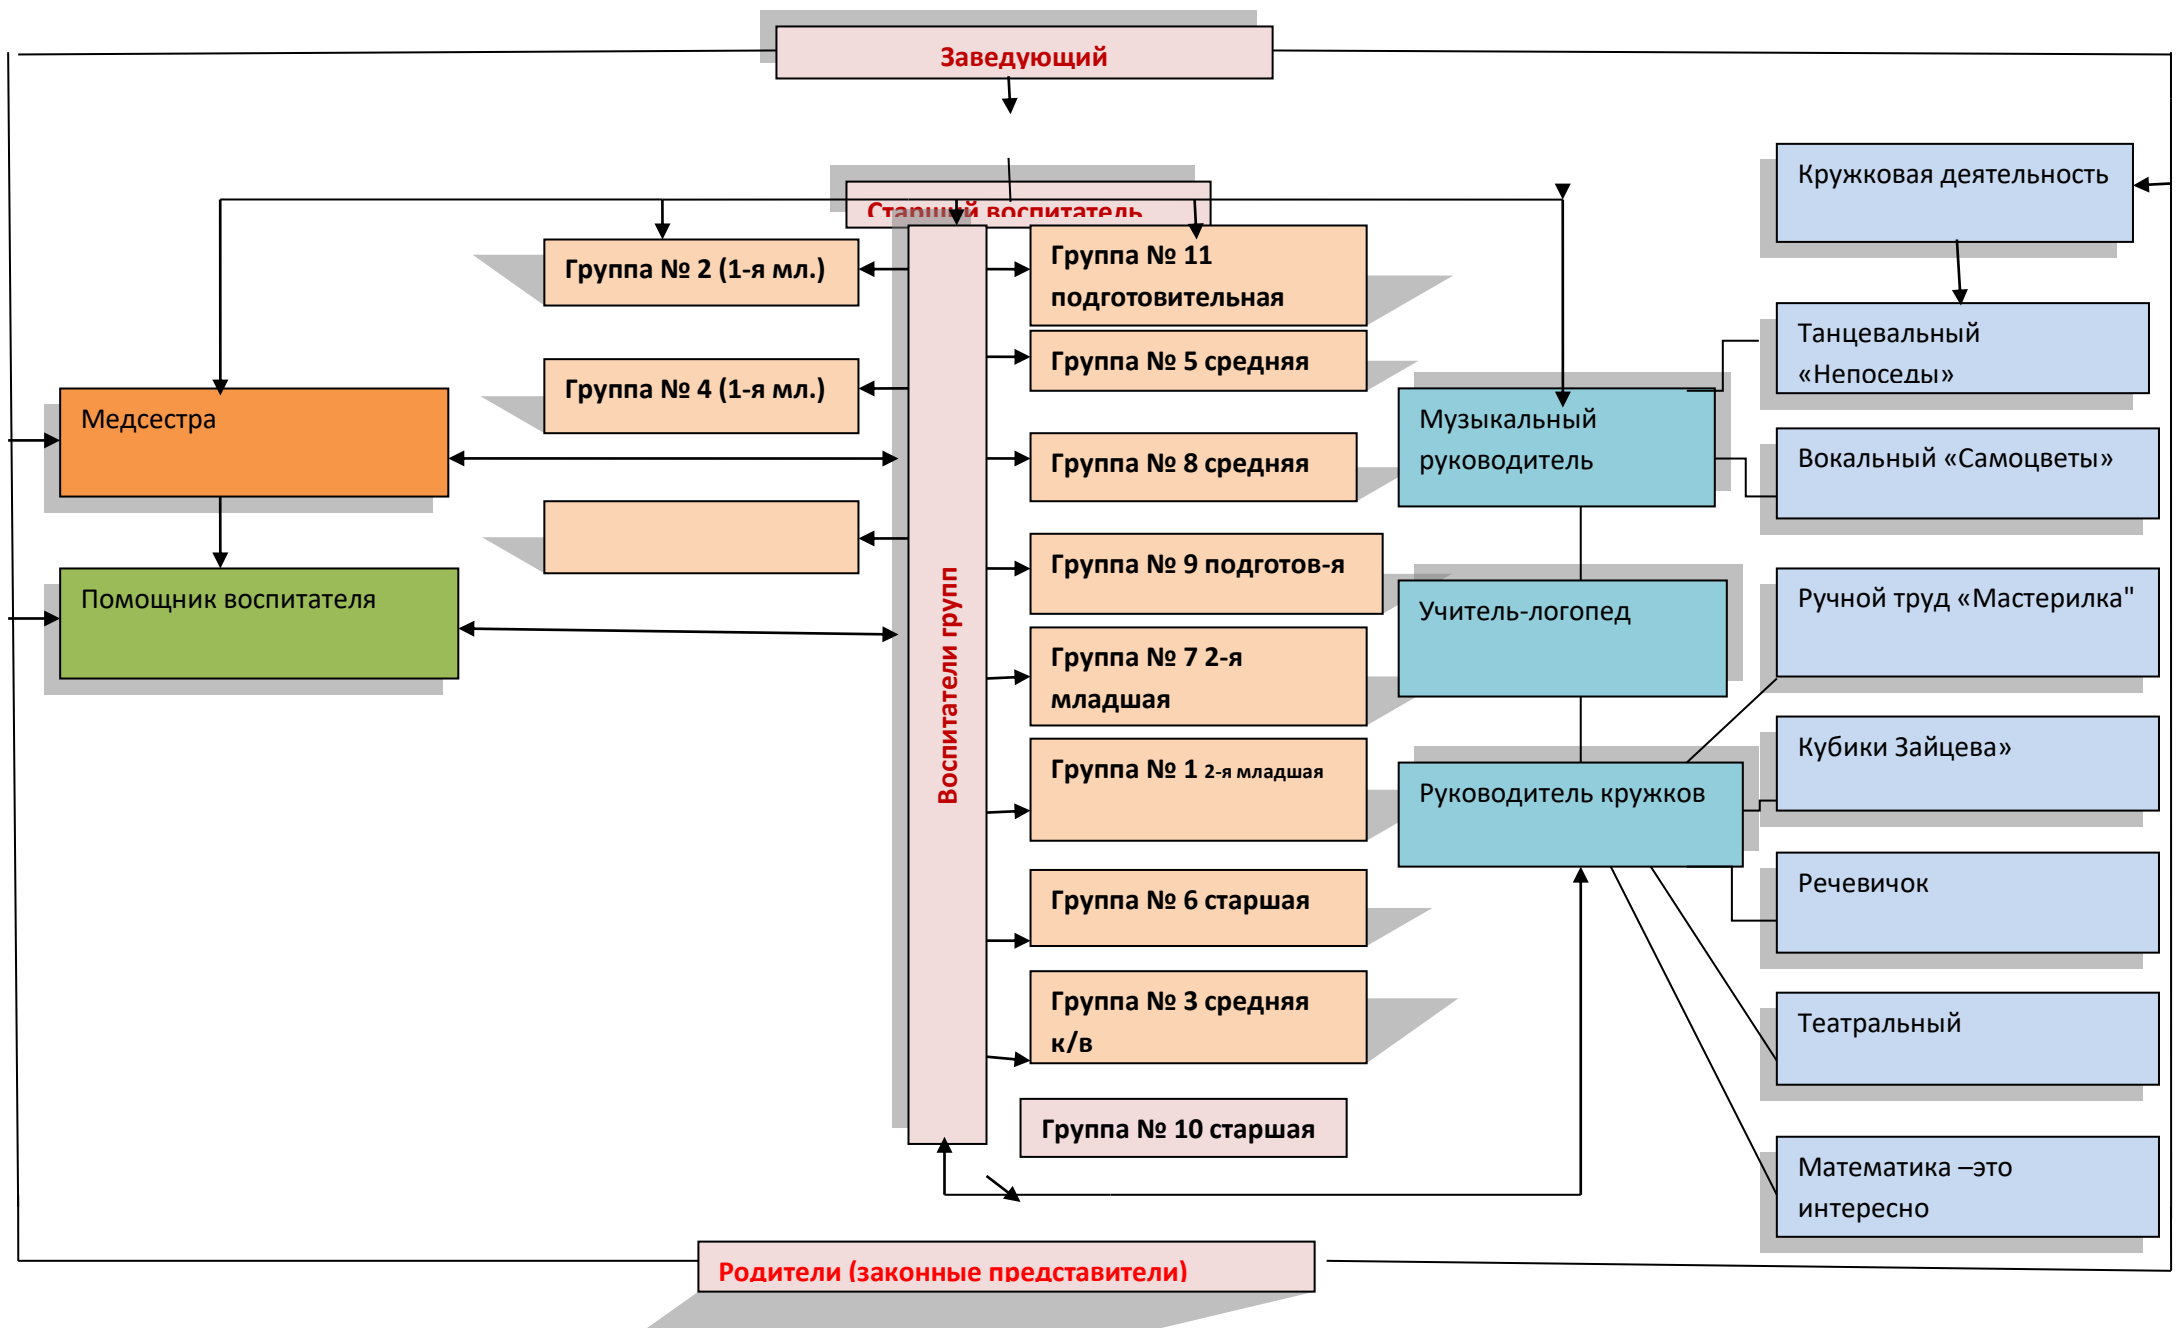 Заведующий
Старший воспитатель
Кружковая деятельность
Группа № 2 (1-я мл.)
Группа № 4 (1-я мл.)
Медсестра
Помощник воспитателя
Воспитатели групп
Группа № 11
подготовительная
Группа № 5 средняя
Группа № 8 средняя
Группа № 9 подготов-я
Группа № 7 2-я
младшая
Группа № 1 2-я младшая
Группа № 6 старшая
Группа № 3 средняя
к/в
Группа № 10 старшая
Музыкальный
руководитель
Учитель-логопед
Руководитель кружков
Танцевальный
«Непоседы»
Вокальный «Самоцветы»
Ручной труд «Мастерилка"
Кубики Зайцева»
Речевичок
Театральный
Математика –это
интересно
Родители (законные представители)